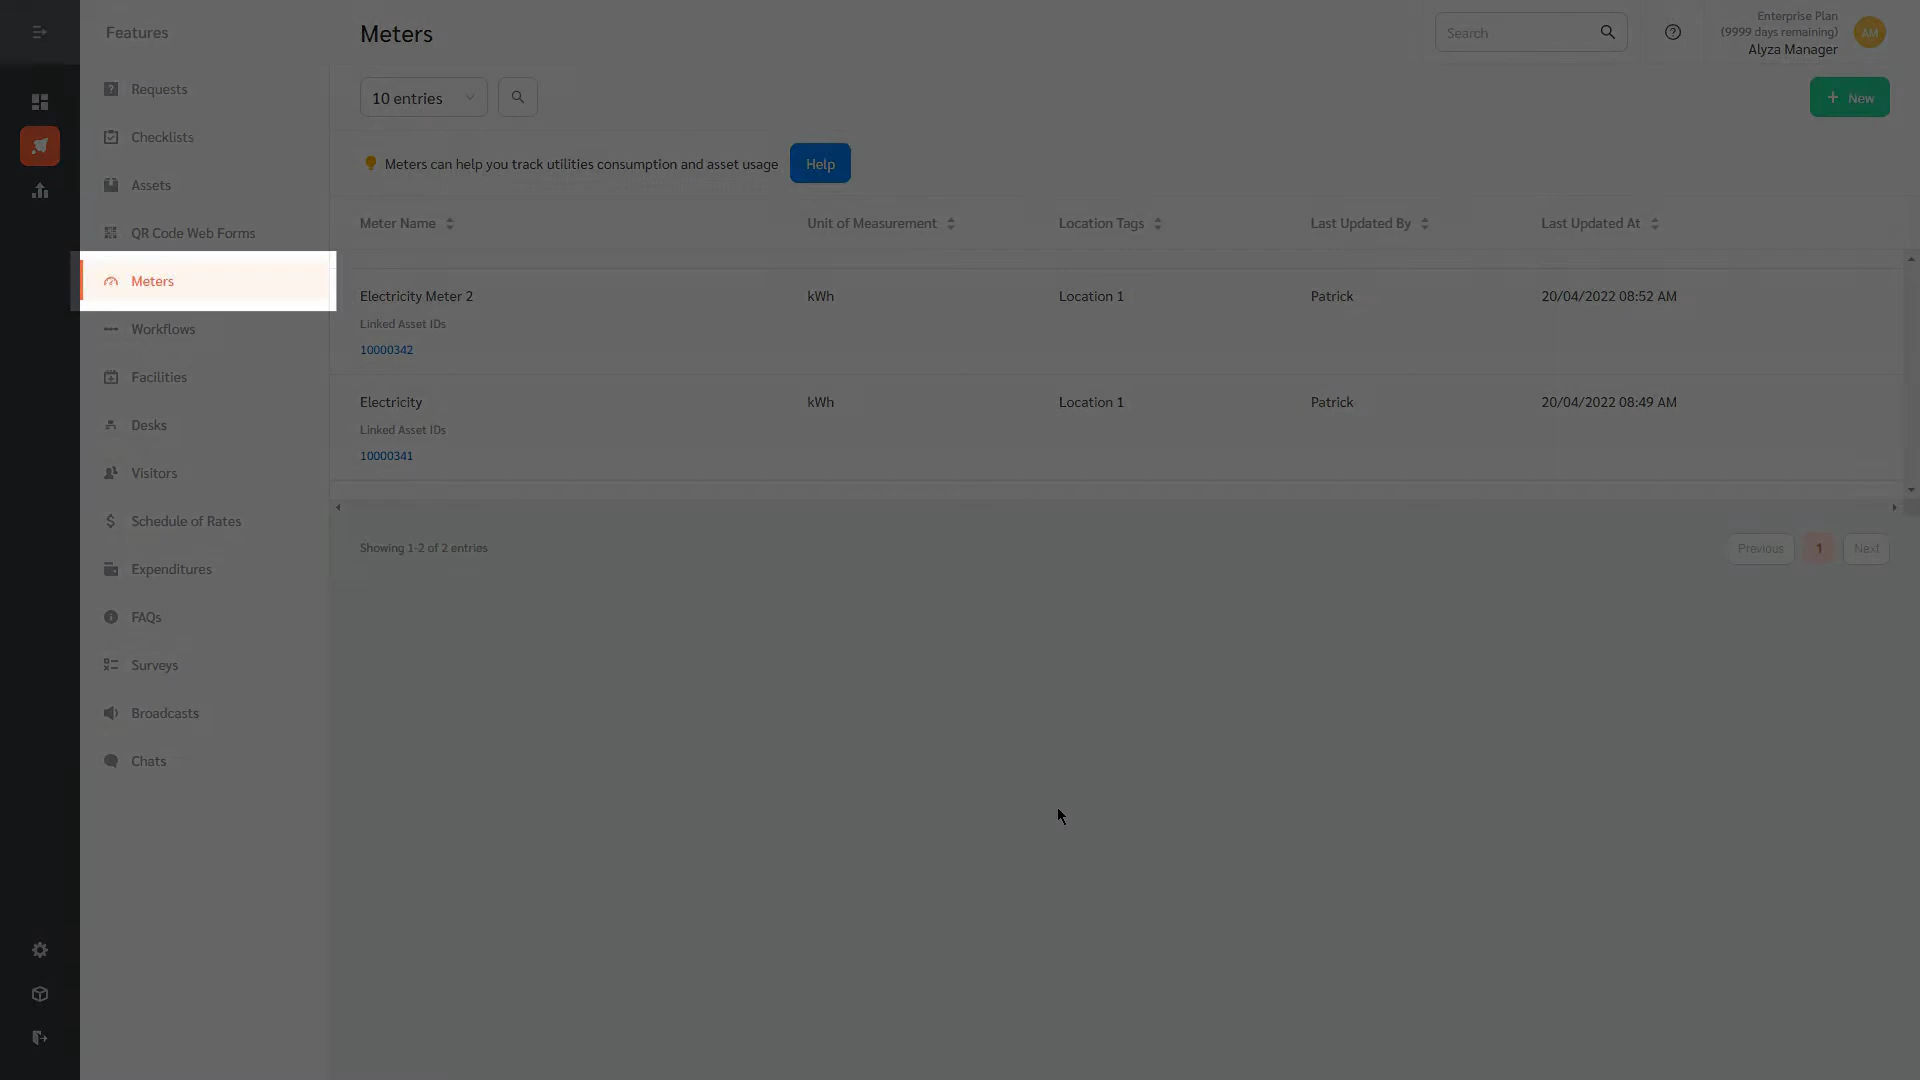 Features
Meters
Search
Enterprise Plan
(9999 days remaining)
Alyza Manager
AM
Requests
Checklists
Assets
QR Code Web Forms
Meters
Workflows
Facilities
Desks
Visitors
Schedule of Rates
Expenditures
FAQs
Surveys
Broadcasts
Chats
10 entries
+ New
Meters can help you track utilities consumption and asset usage
Help
Meter Name Unit of Measurement Location Tags Last Updated By Last Updated At
Electricity Meter 2 kWh Location 1 Patrick 20/04/2022 08:52 AM
Linked Asset IDs
10000342
Electricity kWh Location 1 Patrick 20/04/2022 08:49 AM
Linked Asset IDs
10000341
Showing 1-2 of 2 entries
Previous 1 Next